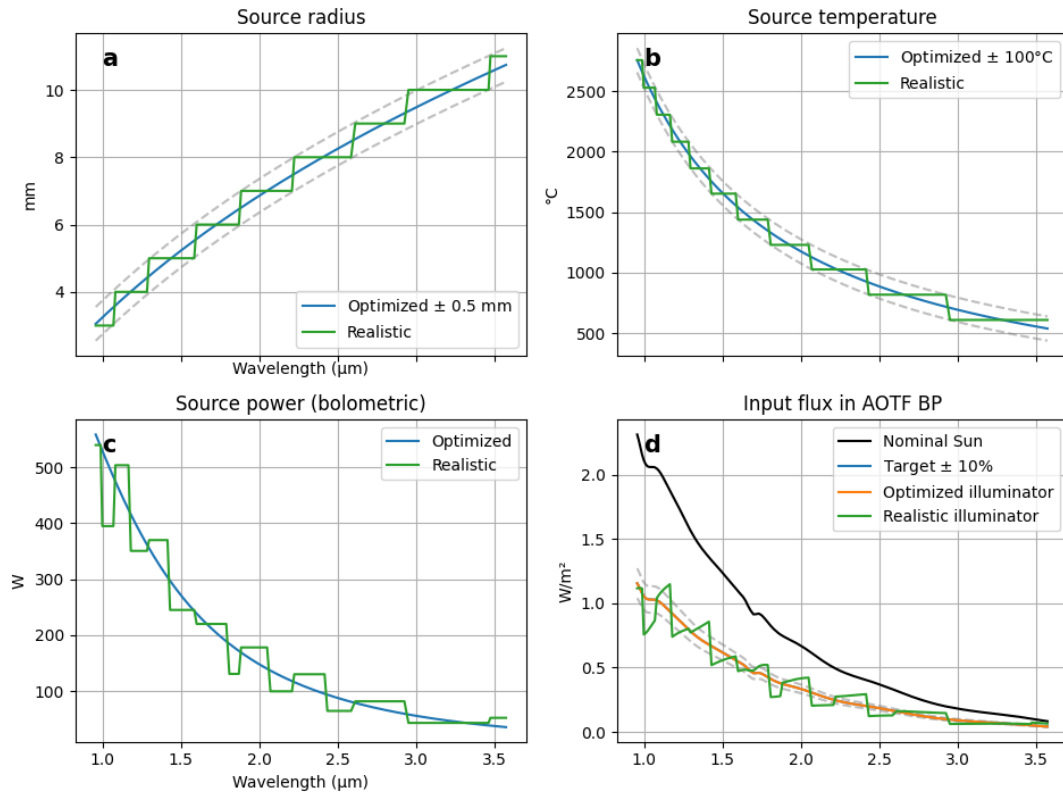 Source radius
a
10
8
6
4
mm
Optimized ± 0.5 mm
Realistic
Wavelength (μm)
Source temperature
b
2500
2000
1500
1000
500
°C
Optimized ± 100°C
Realistic
Source power (bolometric)
c
500
400
300
200
100
W
Optimized
Realistic
1.0 1.5 2.0 2.5 3.0 3.5
Wavelength (μm)
Input flux in AOTF BP
d
2.0
1.5
1.0
0.5
0.0
W/m²
Nominal Sun
Target ± 10%
Optimized illuminator
Realistic illuminator
1.0 1.5 2.0 2.5 3.0 3.5